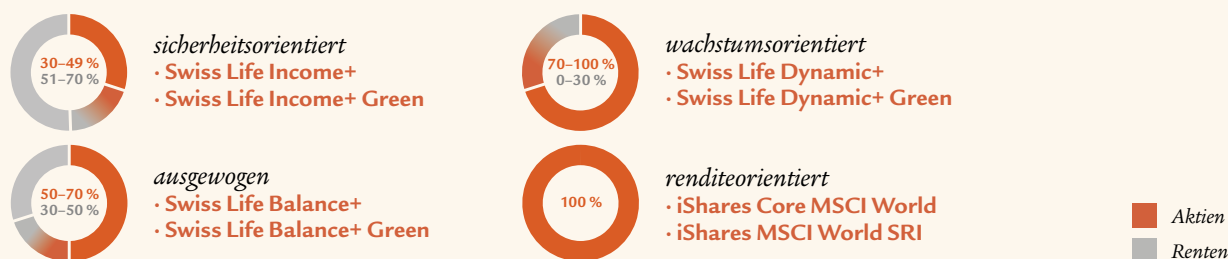 30–49 %
51–70 %
sicherheitsorientiert
· Swiss Life Income+
· Swiss Life Income+ Green
70–100 %
0–30 %
wachstumsorientiert
· Swiss Life Dynamic+
· Swiss Life Dynamic+ Green
50–70 %
30–50 %
ausgewogen
· Swiss Life Balance+
· Swiss Life Balance+ Green
100 %
renditeorientiert
· iShares Core MSCI World
· iShares MSCI World SRI
Aktien
Renten